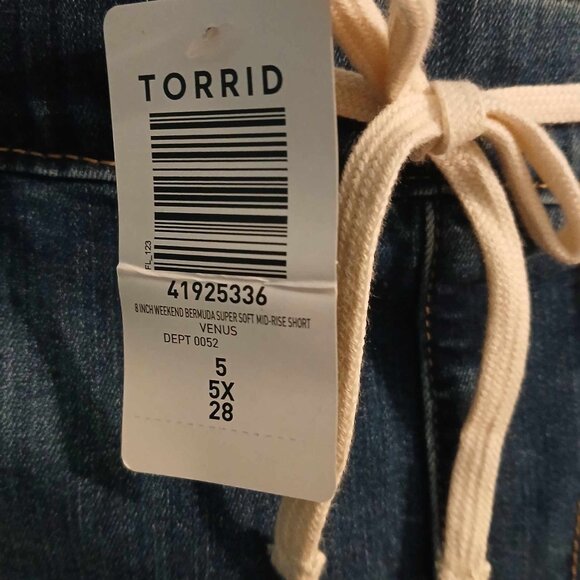 TORRID
FL_123
41925336
8 INCH WEEKEND BERMUDA SUPER SOFT MID-RISE SHORT
VENUS
DEPT 0052
5
5X
28